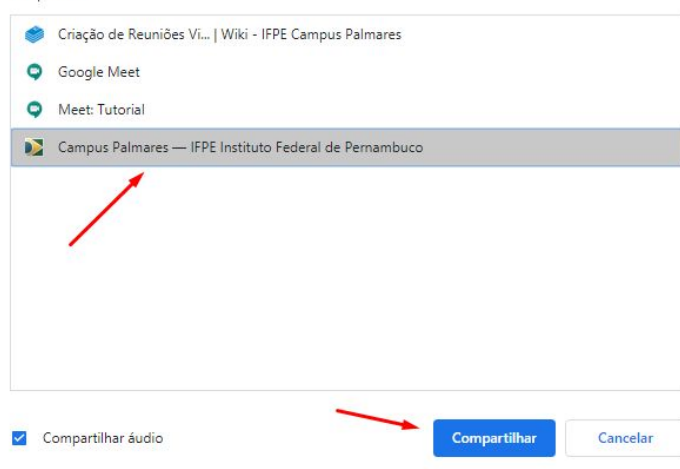 Criação de Reuniões Vi... | Wiki - IFPE Campus Palmares
Google Meet
Meet: Tutorial
Campus Palmares — IFPE Instituto Federal de Pernambuco
Compartilhar áudio
Compartilhar
Cancelar